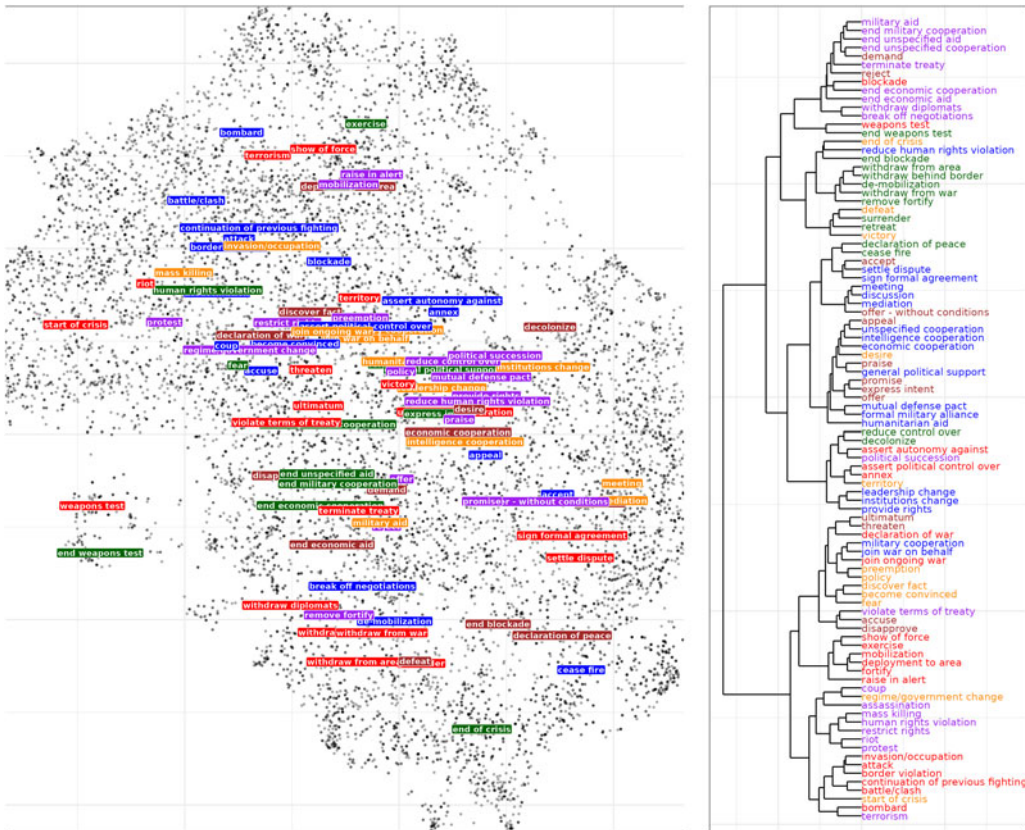 exercise
bombard
show of force
terrorism
raise in alert
mobilization
battle/clash
continuation of previous fighting
attack
border
invasion/occupation
blockade
mass killing
riot
human rights violation
territory
assert autonomy against
discover fact
annex
preemption
protest
start of crisis
decolonize
join ongoing war
declaration of war
war on behalf
coup
regime/government change
political succession
fear
accuse
threaten
reduce control over
institutions change
policy
mutual defense pact
victory
reduce human rights violation
ultimatum
desire
express
praise
violate terms of treaty
cooperation
economic cooperation
intelligence cooperation
appeal
end unspecified aid
end military cooperation
demand
meeting
accept
weapons test
terminate treaty
military aid
sign formal agreement
end economic aid
end weapons test
settle dispute
break off negotiations
withdraw diplomats
remove fortify
de-mobilization
end blockade
withdraw from war
declaration of peace
withdraw from area
defeat
cease fire
end of crisis
military aid
end military cooperation
end unspecified aid
end unspecified cooperation
demand
terminate treaty
reject
blockade
end economic cooperation
end economic aid
withdraw diplomats
break off negotiations
weapons test
end weapons test
end of crisis
reduce human rights violation
end blockade
withdraw from area
withdraw behind border
de-mobilization
withdraw from war
remove fortify
defeat
surrender
retreat
victory
declaration of peace
cease fire
accept
settle dispute
sign formal agreement
meeting
discussion
mediation
offer - without conditions
appeal
unspecified cooperation
intelligence cooperation
economic cooperation
desire
praise
general political support
promise
express intent
offer
mutual defense pact
formal military alliance
humanitarian aid
reduce control over
decolonize
assert autonomy against
political succession
assert political control over
annex
territory
leadership change
institutions change
provide rights
ultimatum
threaten
declaration of war
military cooperation
join war on behalf
join ongoing war
preemption
policy
discover fact
become convinced
fear
violate terms of treaty
accuse
disapprove
show of force
exercise
mobilization
deployment to area
fortify
raise in alert
coup
regime/government change
assassination
mass killing
human rights violation
restrict rights
riot
protest
invasion/occupation
attack
border violation
continuation of previous fighting
battle/clash
start of crisis
bombard
terrorism